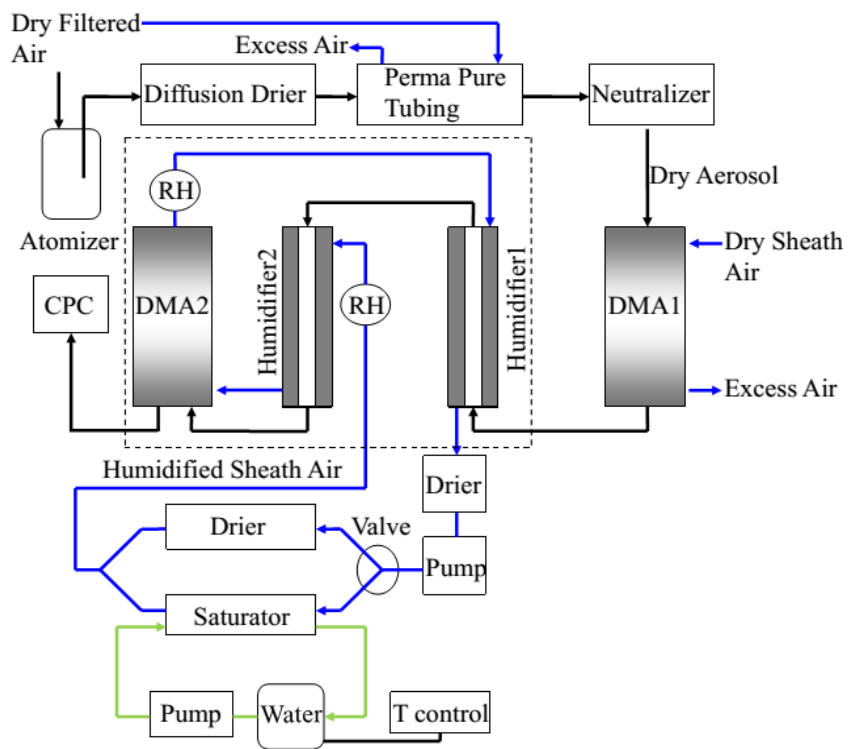 Dry Filtered
Air
Excess Air
Diffusion Drier
Perma Pure
Tubing
Neutralizer
RH
Dry Aerosol
Atomizer
Dry Sheath
Air
CPC
DMA2
Humidifier2
RH
Humidifier1
DMA1
Excess Air
Humidified Sheath Air
Drier
Drier
Valve
Pump
Saturator
Pump
Water
T control